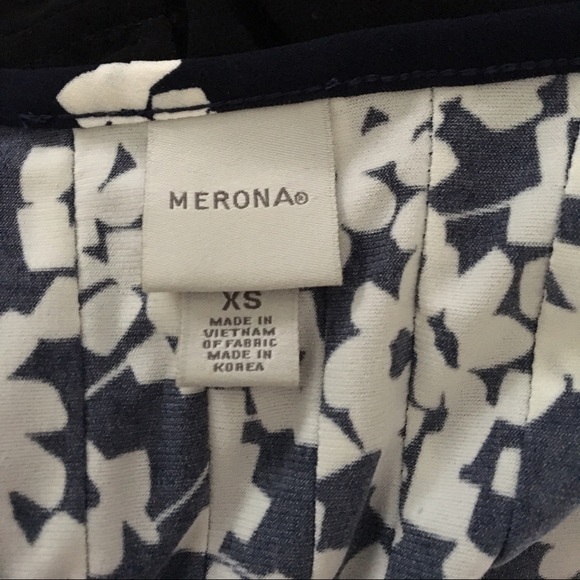 MERONA®
XS
MADE IN
VIETNAM
OF FABRIC
MADE IN
KOREA